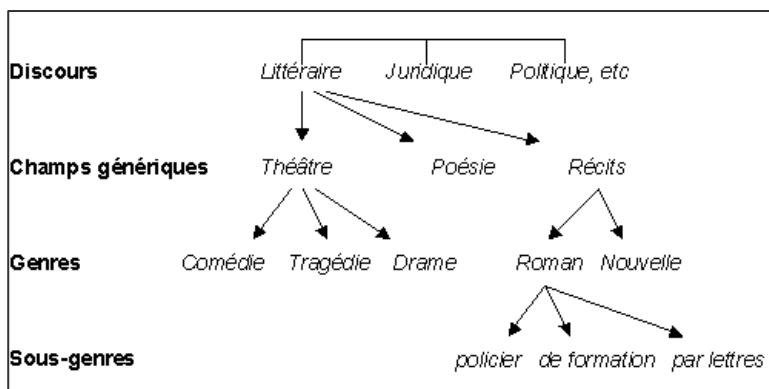 Discours Littéraire Juridique Politique, etc
Champs génériques Théâtre Poésie Récits
Genres Comédie Tragédie Drame Roman Nouvelle
Sous-genres policier de formation par lettres